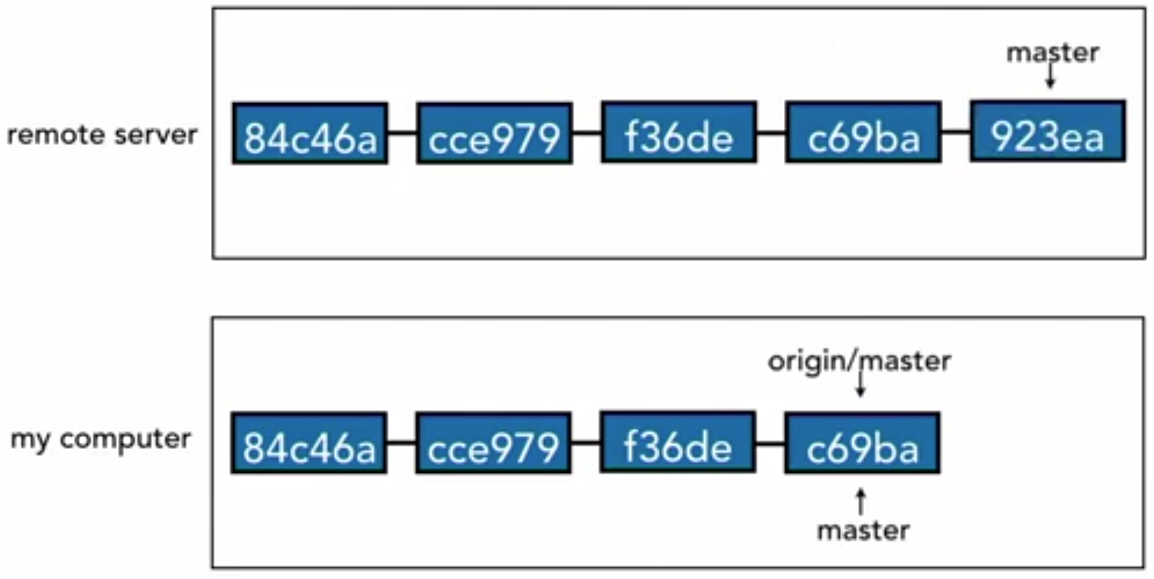 master
remote server
84c46a
cce979
f36de
c69ba
923ea
origin/master
my computer
84c46a
cce979
f36de
c69ba
master